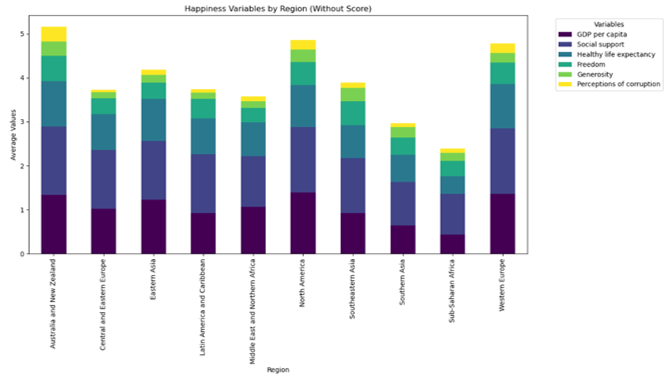 Happiness Variables by Region (Without Score)
Variables
GDP per capita
Social support
Healthy life expectancy
Freedom
Generosity
Perceptions of corruption
Average Values
5
4
3
2
1
0
Australia and New Zealand
Central and Eastern Europe
Eastern Asia
Latin America and Caribbean
Middle East and Northern Africa
North America
Southeastern Asia
Southern Asia
Sub-Saharan Africa
Western Europe
Region